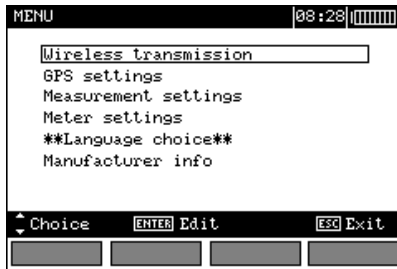 MENU 08:28
Wireless transmission
GPS settings
Measurement settings
Meter settings
**Language choice**
Manufacturer info
Choice ENTER Edit ESC Exit